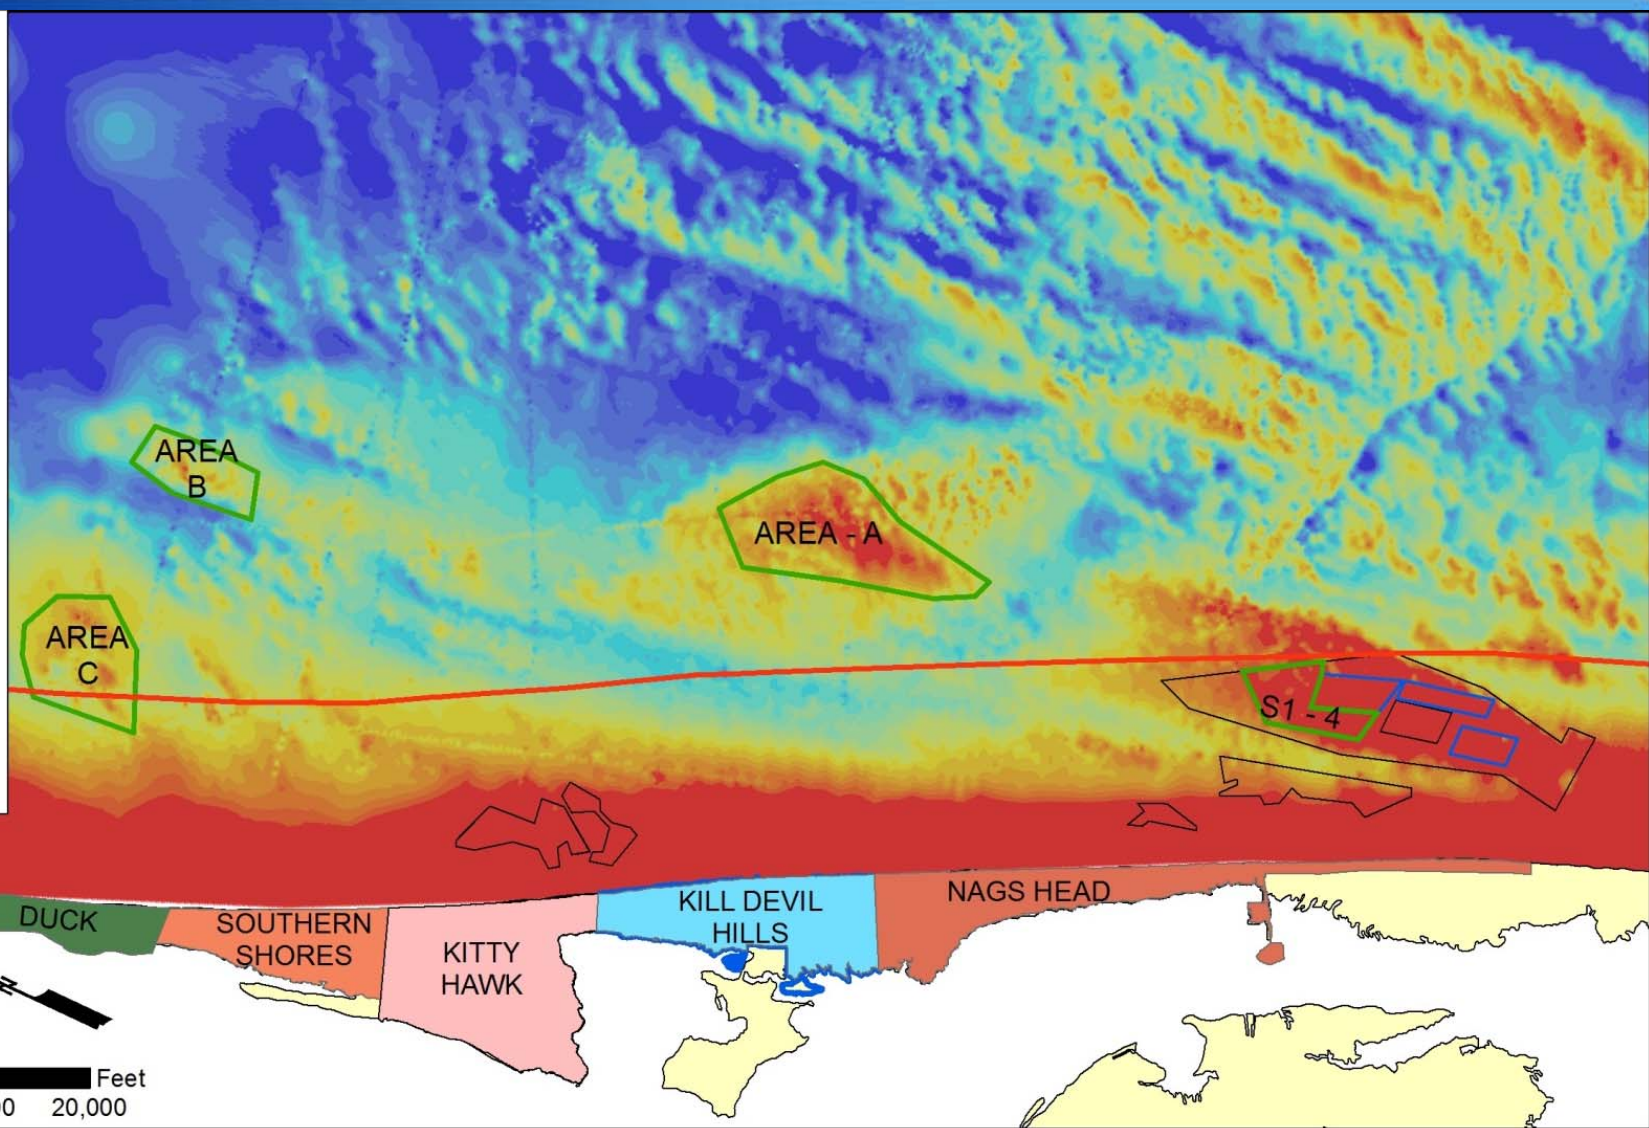 AREA
B
AREA - A
AREA
C
S1 - 4
DUCK
SOUTHERN
SHORES
KITTY
HAWK
KILL DEVIL
HILLS
NAGS HEAD
Feet
20,000